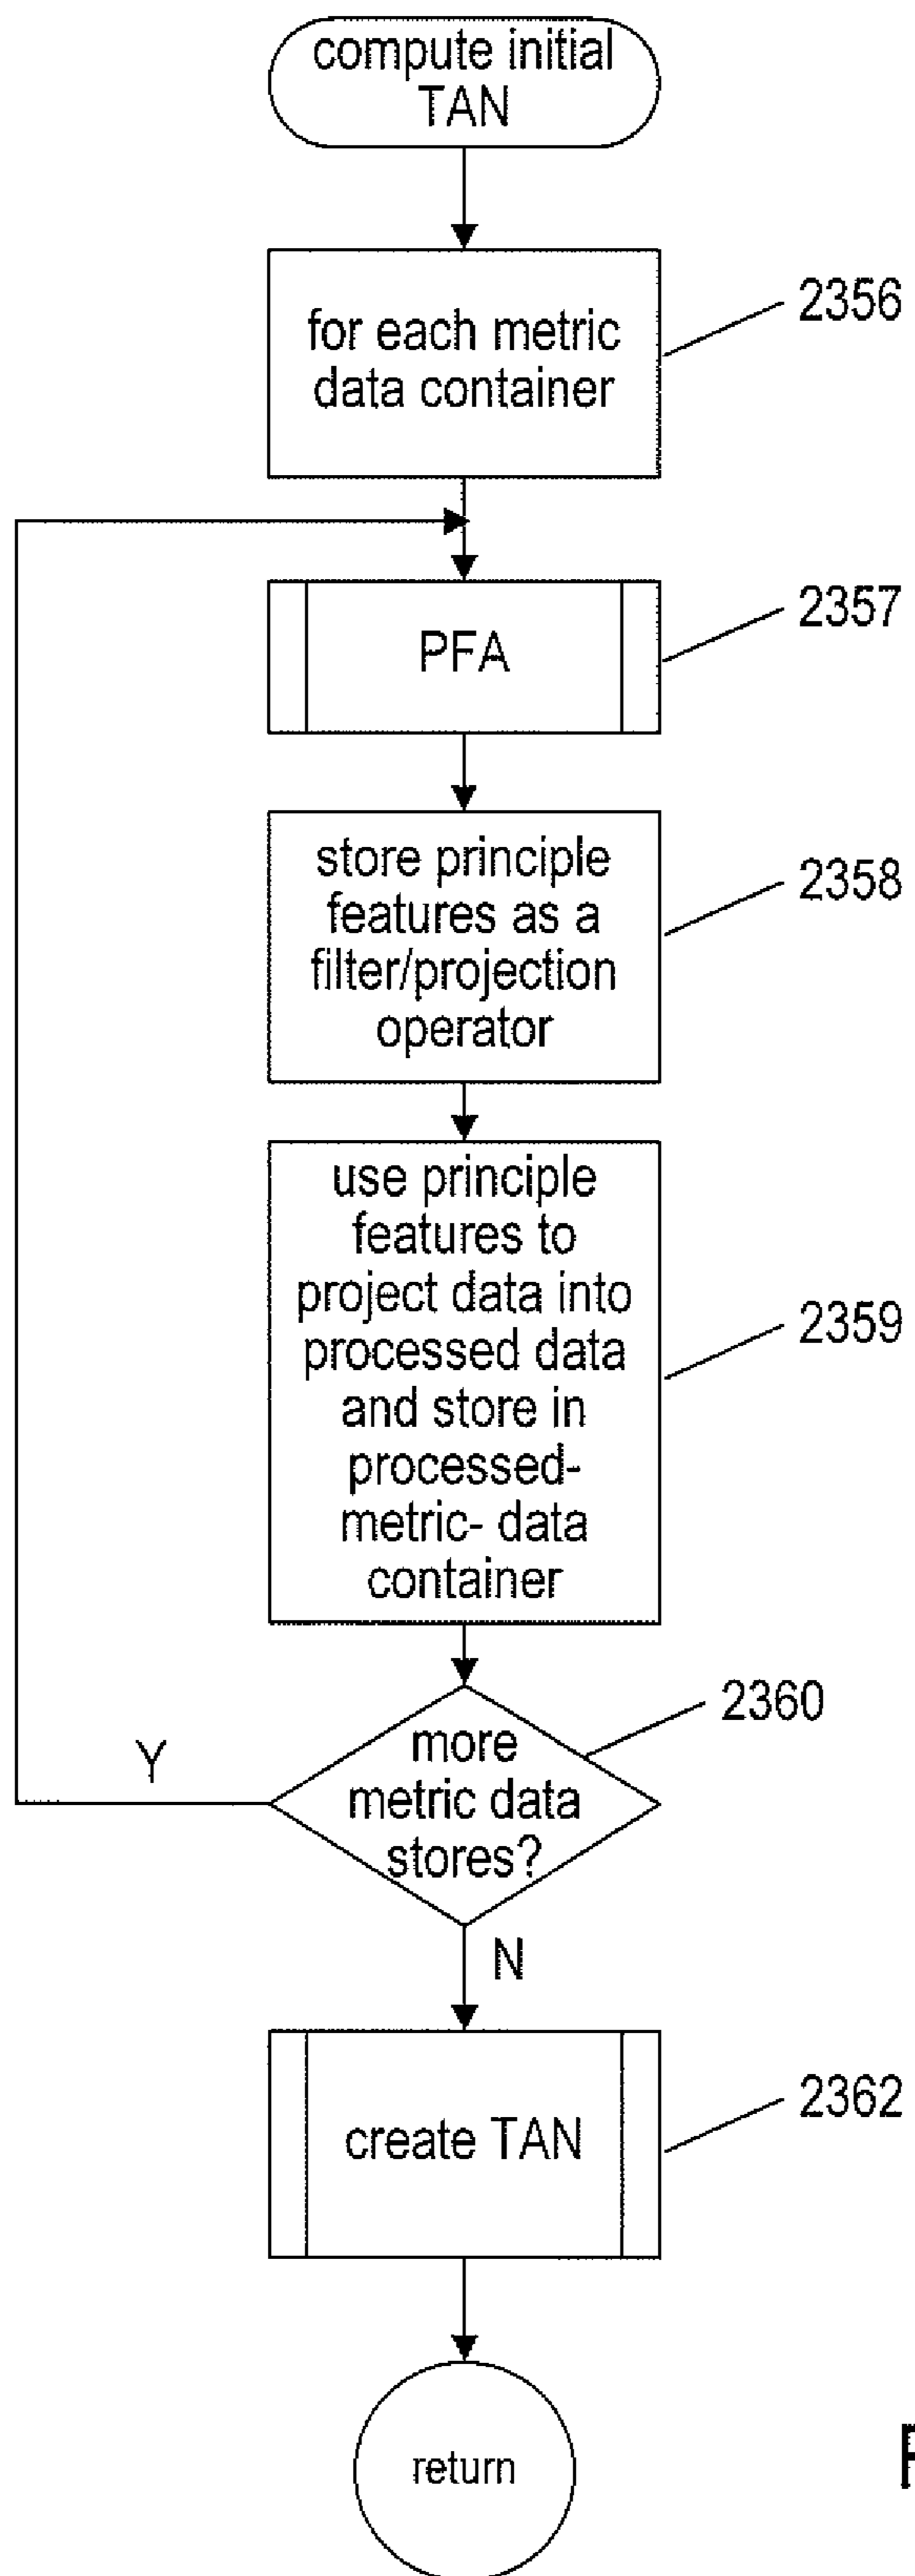 compute initial
TAN
for each metric
data container
2356
PFA
2357
store principle
features as a
filter/projection
operator
2358
use principle
features to
project data into
processed data
and store in
processed-
metric- data
container
2359
more
metric data
stores?
2360
Y
N
create TAN
2362
return